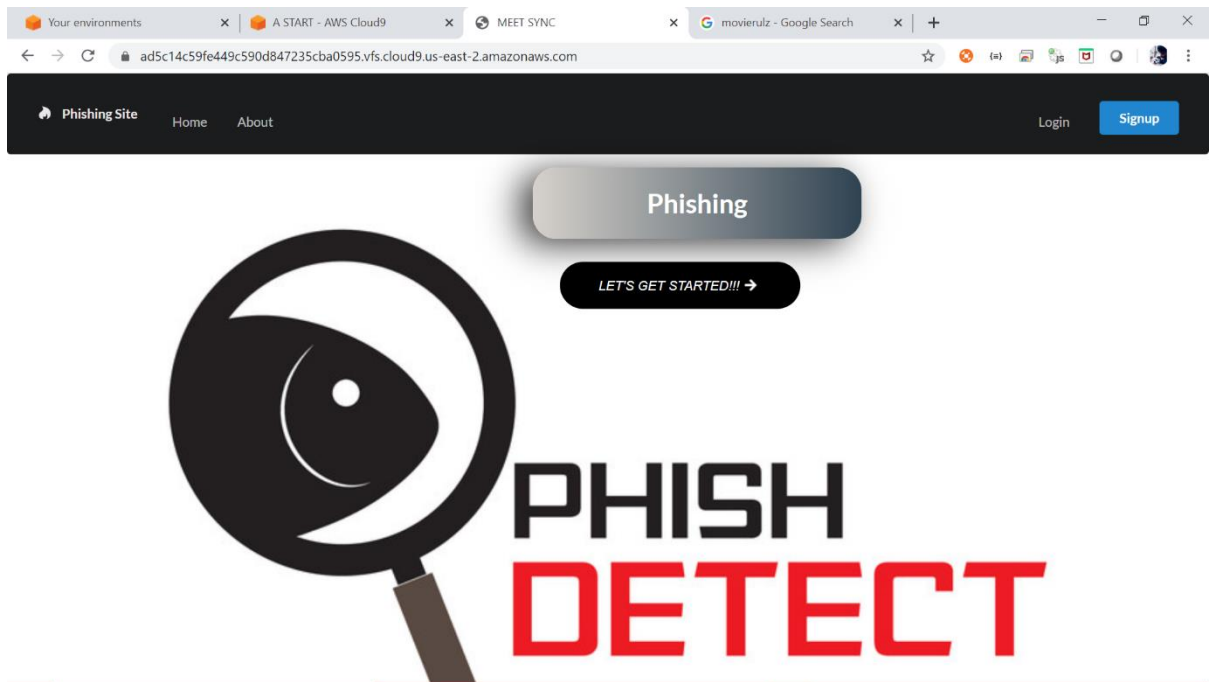 Your environments
A START - AWS Cloud9
MEET SYNC
movierulz - Google Search
ad5c14c59fe449c590d847235cba0595.vfs.cloud9.us-east-2.amazonaws.com
Phishing Site Home About Login Signup
Phishing
LET'S GET STARTED!!!
PHISH
DETECT